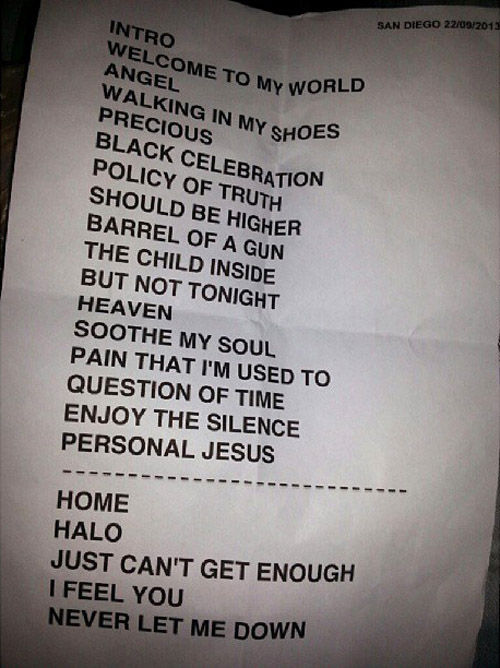 SAN DIEGO 22/09/2013
INTRO
WELCOME TO MY WORLD
ANGEL
WALKING IN MY SHOES
PRECIOUS
BLACK CELEBRATION
POLICY OF TRUTH
SHOULD BE HIGHER
BARREL OF A GUN
THE CHILD INSIDE
BUT NOT TONIGHT
HEAVEN
SOOTHE MY SOUL
PAIN THAT I'M USED TO
QUESTION OF TIME
ENJOY THE SILENCE
PERSONAL JESUS
-----------------------------
HOME
HALO
JUST CAN'T GET ENOUGH
I FEEL YOU
NEVER LET ME DOWN